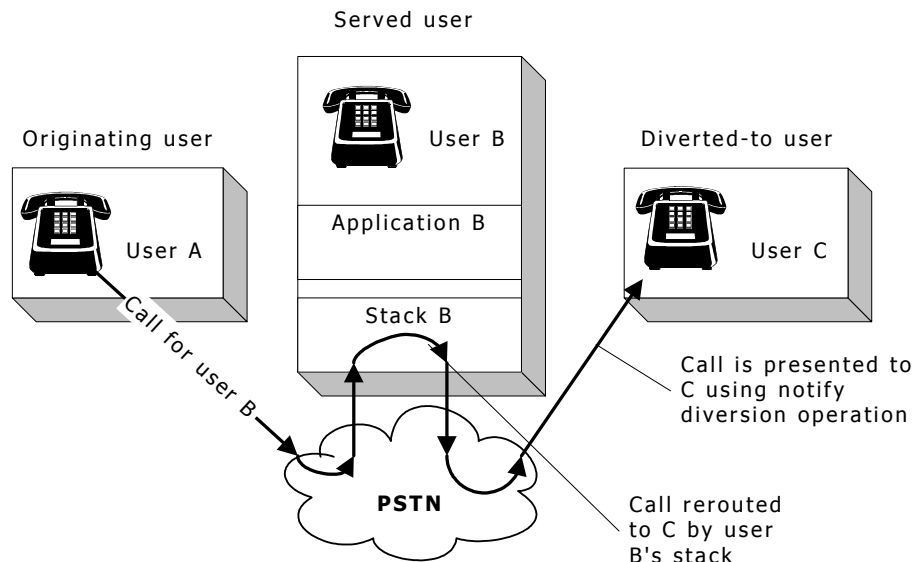 Served user
Originating user
Diverted-to user
User B
User A
Application B
User C
Stack B
Call for
user B
Call is presented to
C using notify
diversion operation
PSTN
Call rerouted
to C by user
B's stack